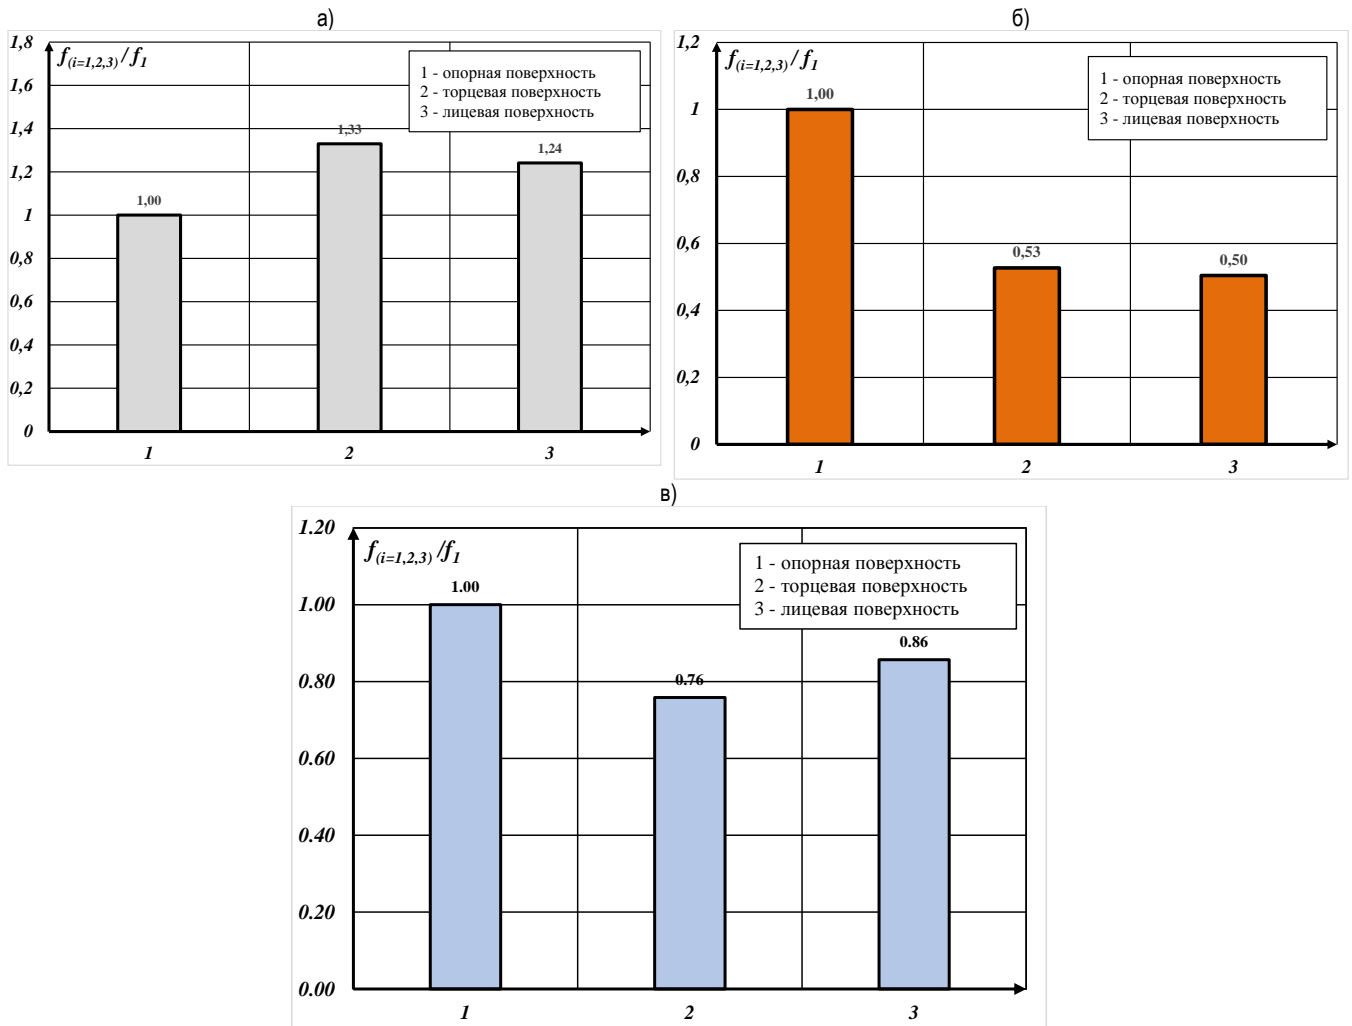 а)
1,8
1,6
1,4
1,2
1
0,8
0,6
0,4
0,2
0
f(i=1,2,3)/f1
1 - опорная поверхность
2 - торцевая поверхность
3 - лицевая поверхность
1,00
1,33
1,24
1 2 3
б)
1,2
1
0,8
0,6
0,4
0,2
0
f(i=1,2,3)/f1
1 - опорная поверхность
2 - торцевая поверхность
3 - лицевая поверхность
1,00
0,53
0,50
1 2 3
в)
1.20
1.00
0.80
0.60
0.40
0.20
0.00
f(i=1,2,3)/f1
1 - опорная поверхность
2 - торцевая поверхность
3 - лицевая поверхность
1.00
0.76
0.86
1 2 3